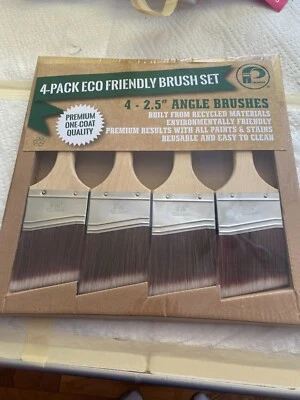 4-PACK ECO FRIENDLY BRUSH SET
PREMIUM
ONE-COAT
QUALITY
4 - 2.5" ANGLE BRUSHES
BUILT FROM RECYCLED MATERIALS
ENVIRONMENTALLY FRIENDLY
PREMIUM RESULTS WITH ALL PAINTS & STAINS
REUSABLE AND EASY TO CLEAN